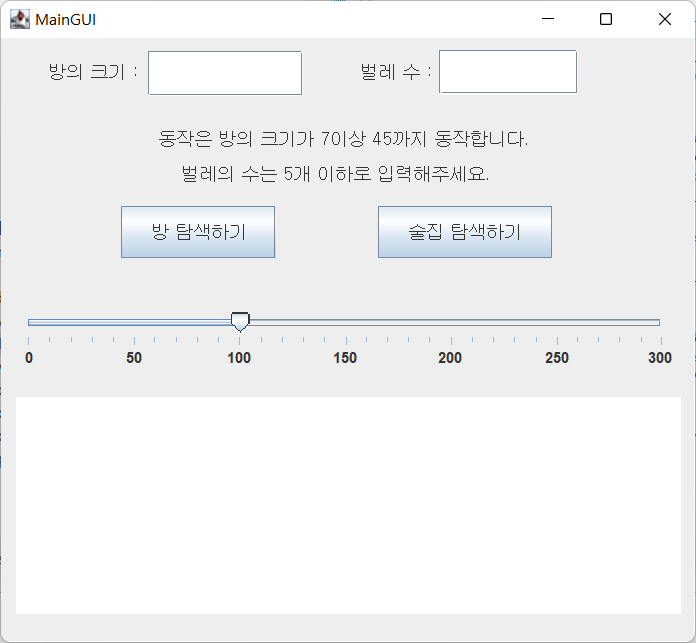 MainGUI
방의 크기 : 벌레 수 :
동작은 방의 크기가 7이상 45까지 동작합니다.
벌레의 수는 5개 이하로 입력해주세요.
방 탐색하기 술집 탐색하기
0 50 100 150 200 250 300